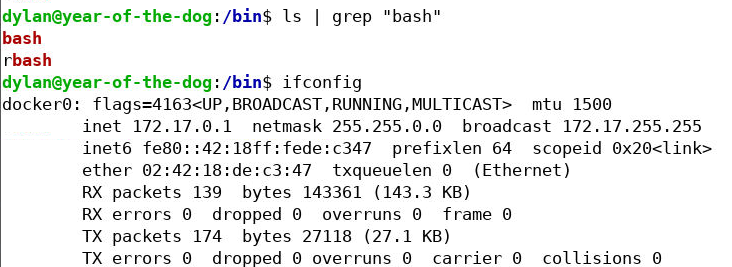 dylan@year-of-the-dog:/bin$ ls | grep "bash"
bash
rbash
dylan@year-of-the-dog:/bin$ ifconfig
docker0: flags=4163<UP,BROADCAST,RUNNING,MULTICAST>  mtu 1500
        inet 172.17.0.1  netmask 255.255.0.0  broadcast 172.17.255.255
        inet6 fe80::42:18ff:fede:c347  prefixlen 64  scopeid 0x20<link>
        ether 02:42:18:de:c3:47  txqueuelen 0  (Ethernet)
        RX packets 139  bytes 143361 (143.3 KB)
        RX errors 0  dropped 0  overruns 0  frame 0
        TX packets 174  bytes 27118 (27.1 KB)
        TX errors 0  dropped 0 overruns 0  carrier 0  collisions 0